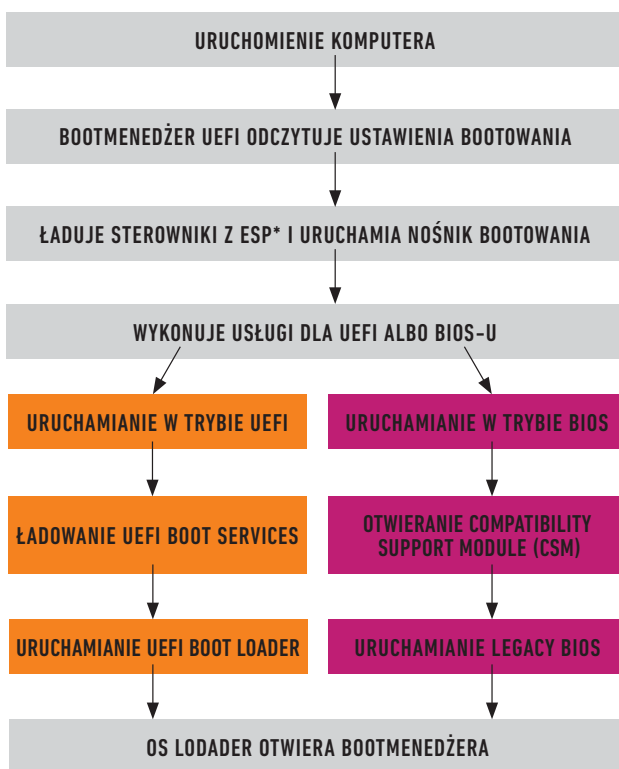 URUCHOMIENIE KOMPUTERA
BOOTMENEDŻER UEFI ODCZYTUJE USTAWIENIA BOOTOWANIA
ŁADUJE STEROWNIKI Z ESP* I URUCHAMIA NOŚNIK BOOTOWANIA
WYKONUJE USŁUGI DLA UEFI ALBO BIOS-U
URUCHAMIANIE W TRYBIE UEFI
ŁADOWANIE UEFI BOOT SERVICES
URUCHAMIANIE UEFI BOOT LOADER
URUCHAMIANIE W TRYBIE BIOS
OTWIERANIE COMPATIBILITY
SUPPORT MODULE (CSM)
URUCHAMIANIE LEGACY BIOS
OS LODADER OTWIERA BOOTMENEDŻERA